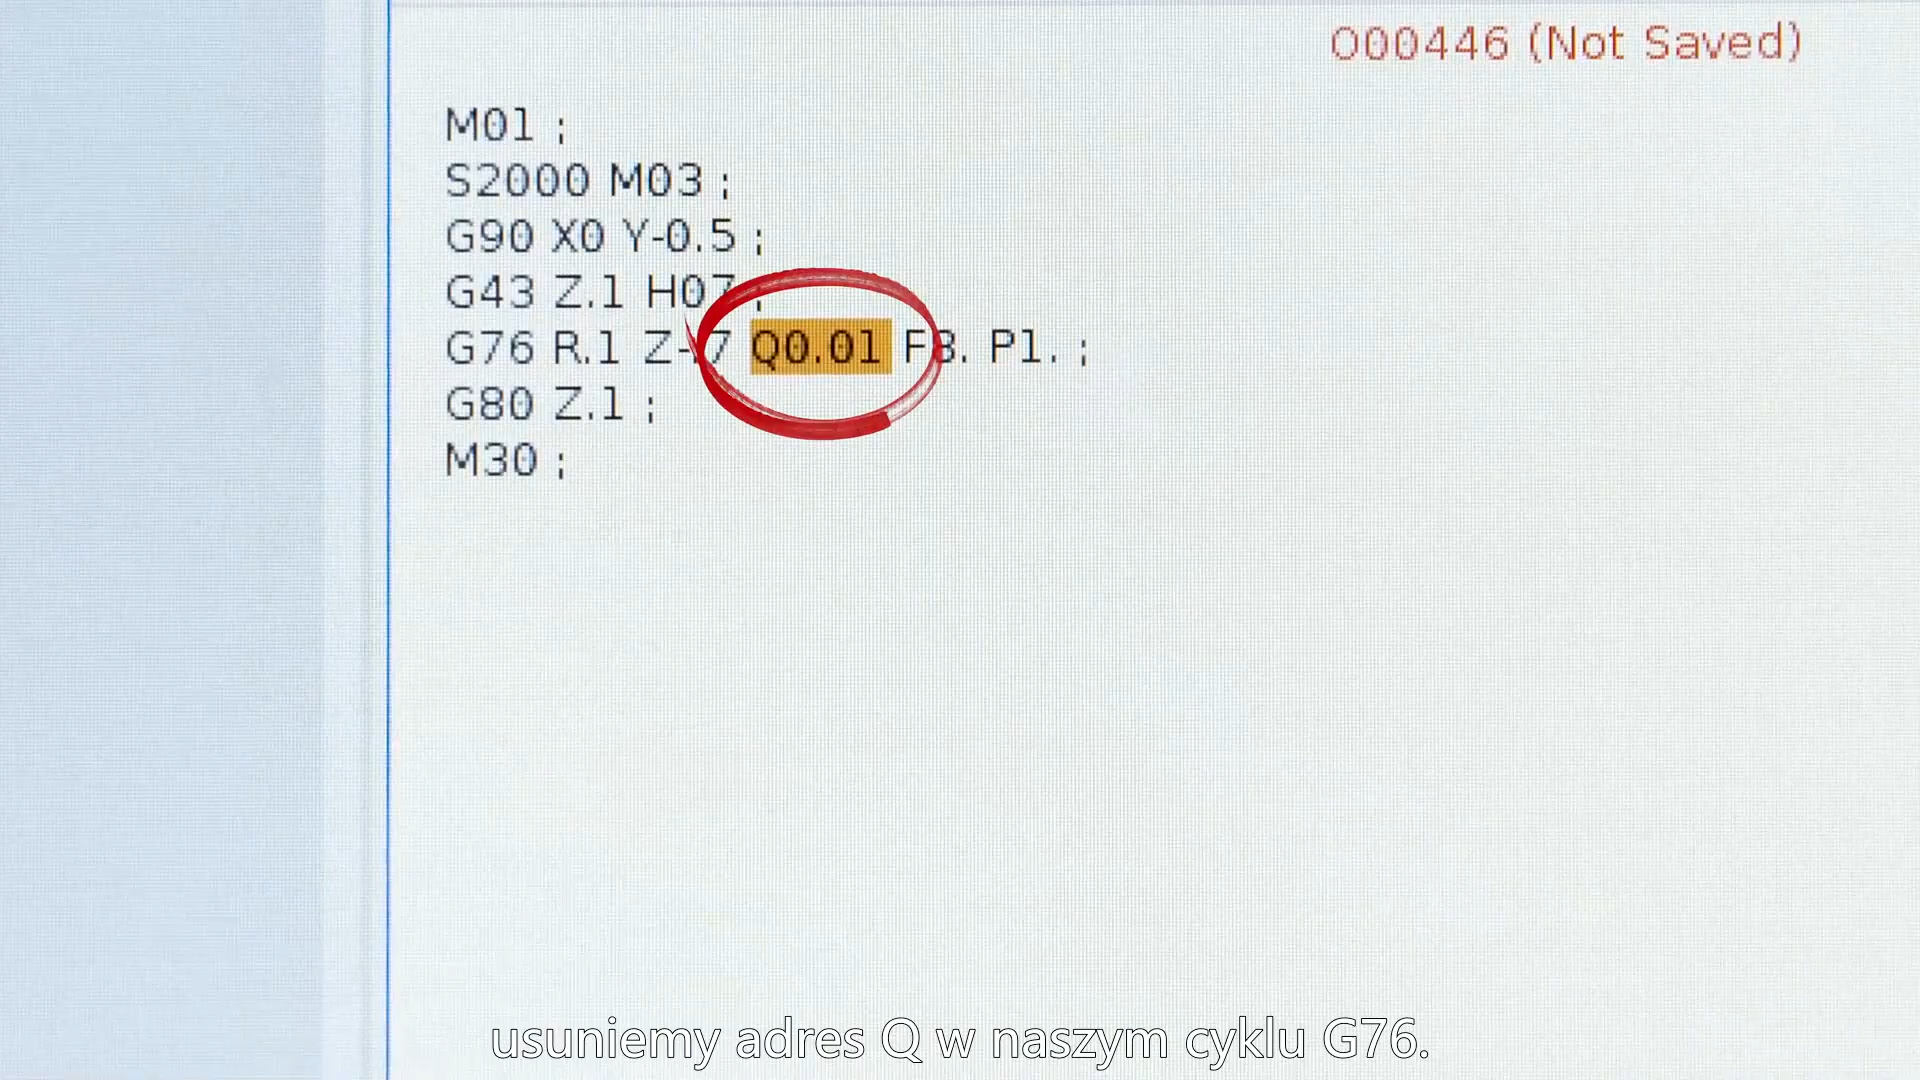 O00446 (Not Saved)
M01 ;
S2000 M03 ;
G90 X0 Y-0.5 ;
G43 Z.1 H07 ;
G76 R.1 Q0.01 F8. P1. ;
G80 Z.1 ;
M30 ;
usuniemy adres Q w naszym cyklu G76.